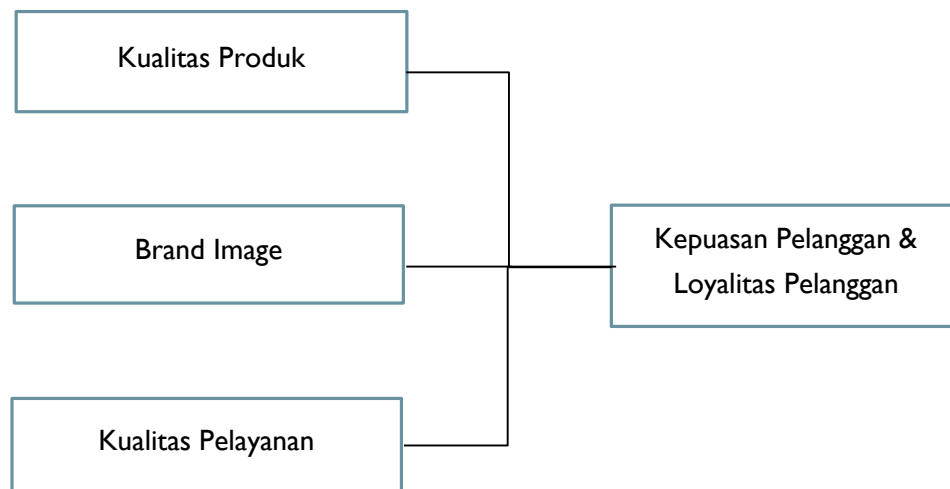 Kualitas Produk
Brand Image
Kepuasan Pelanggan &
Loyalitas Pelanggan
Kualitas Pelayanan